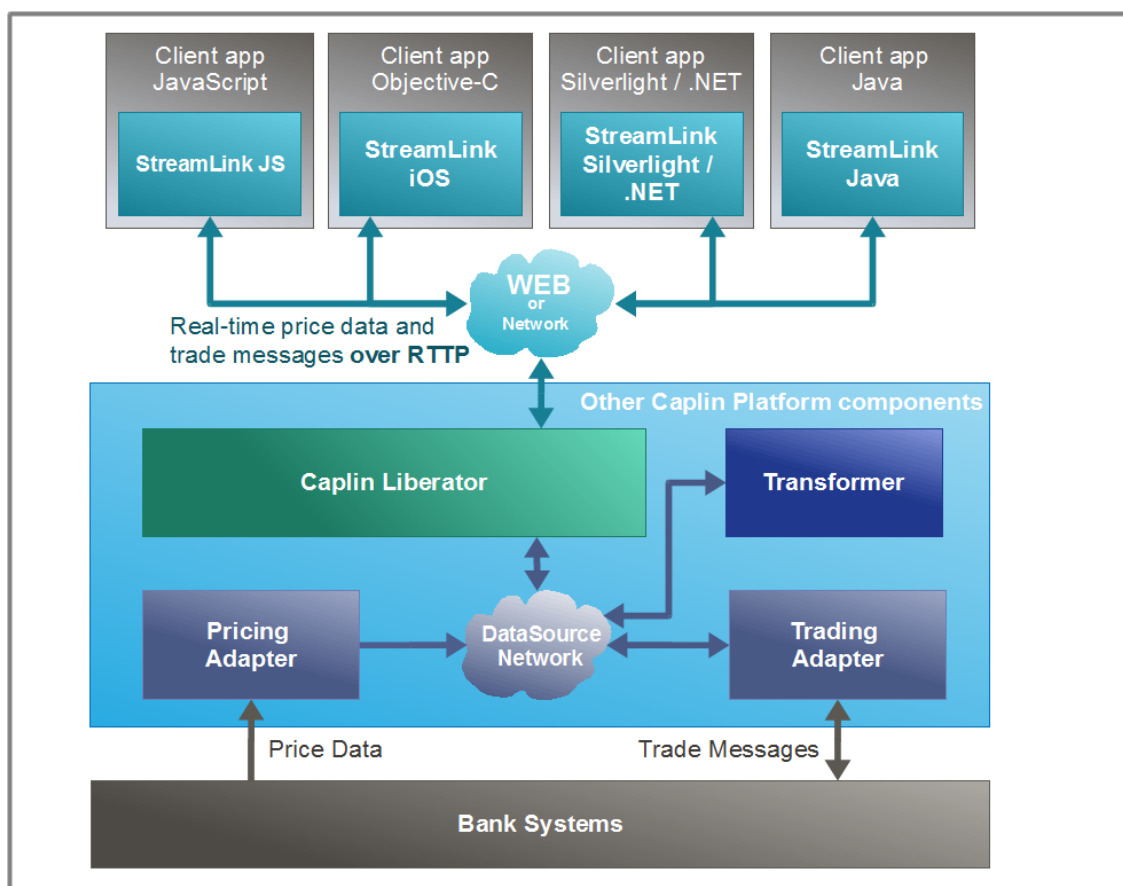 Client app
JavaScript
StreamLink JS
Client app
Objective-C
StreamLink
iOS
Client app
Silverlight / .NET
StreamLink
Silverlight /
.NET
Client app
Java
StreamLink
Java
WEB
or
Network
Real-time price data and
trade messages over RTTP
Other Caplin Platform components
Caplin Liberator
Transformer
Pricing
Adapter
DataSource
Network
Trading
Adapter
Price Data
Trade Messages
Bank Systems